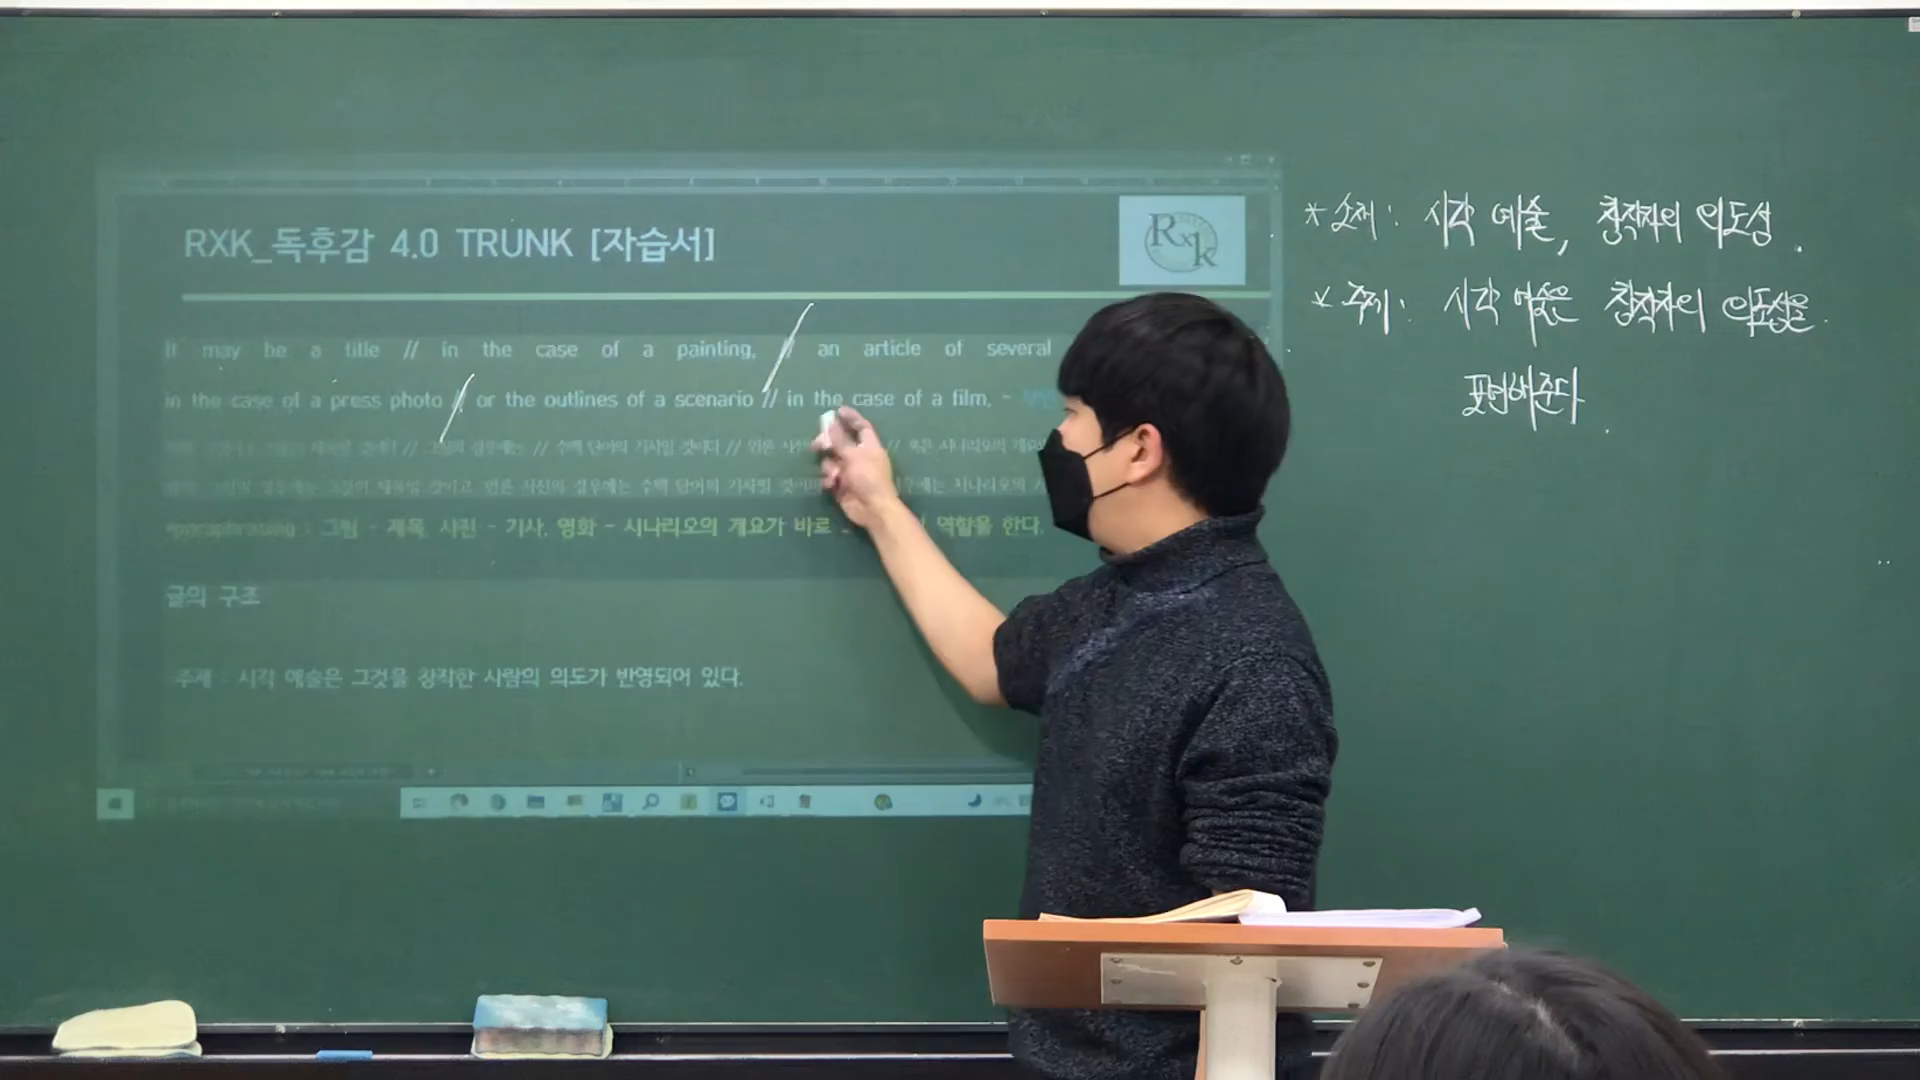 RXK_독후감 4.0 TRUNK [자습서]
Rxk
It may be a title // in the case of a painting, // an article of several
in the case of a press photo // or the outlines of a scenario // in the case of a film. -
*paraphrasing : 그림 - 제목, 사진 - 기사, 영화 - 시나리오의 개요가 바로 역할을 한다.
글의 구조
주제 : 시각 예술은 그것을 창작한 사람의 의도가 반영되어 있다.
* 소재 : 시각 예술, 창작자의 의도성.
* 주제 : 시각 예술은 창작자의 의도성을
표현해준다.